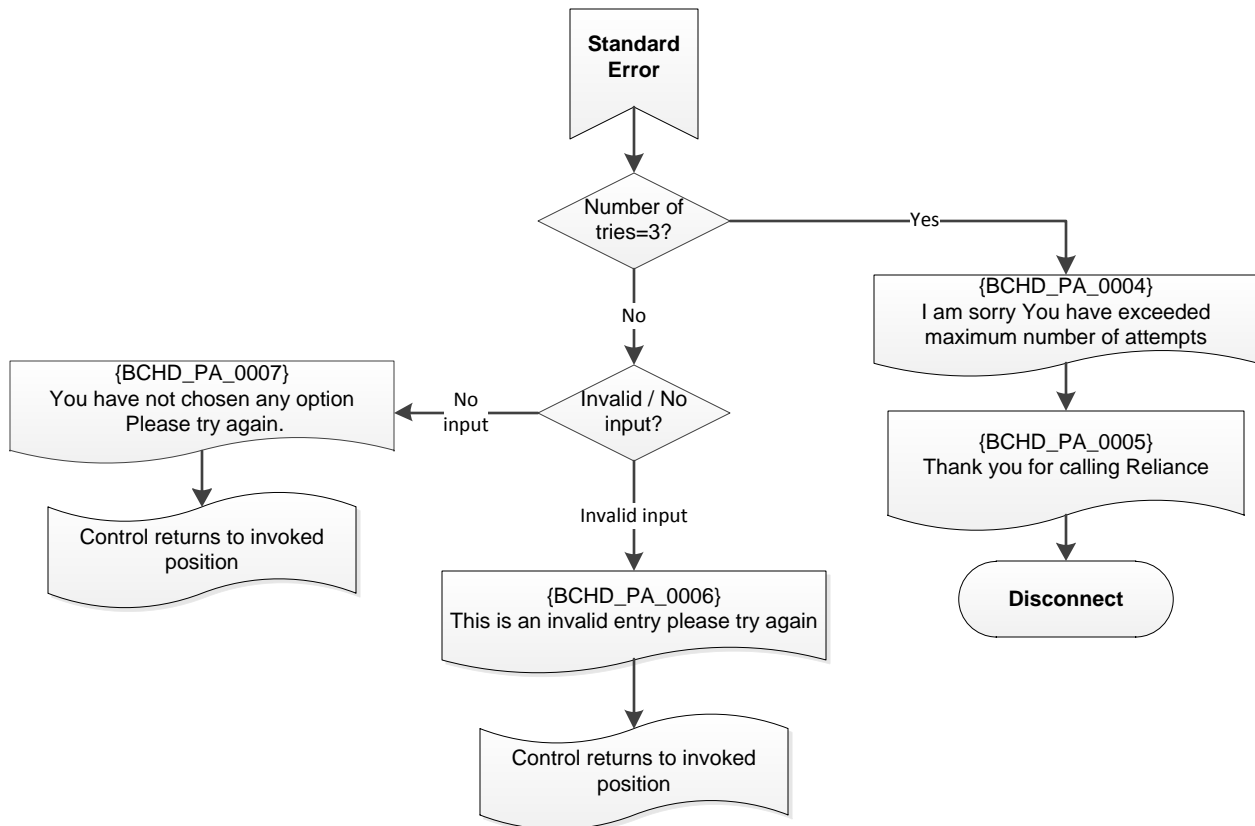 Standard
Error
Number of
tries=3?
Yes
{BCHD_PA_0004}
I am sorry You have exceeded
maximum number of attempts
No
{BCHD_PA_0007}
You have not chosen any option
Please try again.
No
input
Invalid / No
input?
{BCHD_PA_0005}
Thank you for calling Reliance
Control returns to invoked
position
Invalid input
Disconnect
{BCHD_PA_0006}
This is an invalid entry please try again
Control returns to invoked
position